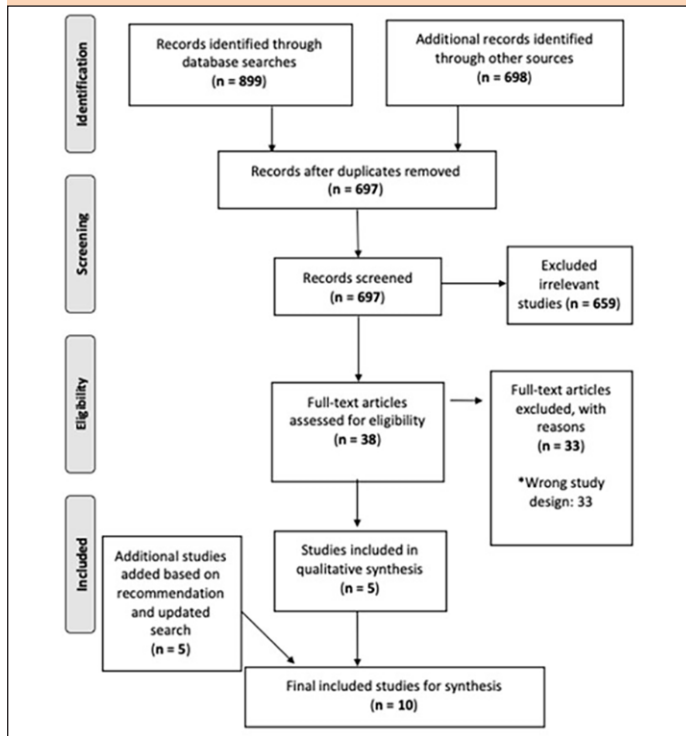 Identification
Records identified through
database searches
(n = 899)
Additional records identified
through other sources
(n = 698)
Records after duplicates removed
(n = 697)
Screening
Records screened
(n = 697)
Excluded
irrelevant
studies (n = 659)
Eligibility
Full-text articles
assessed for eligibility
(n = 38)
Full-text articles
excluded, with
reasons
(n = 33)
*Wrong study
design: 33
Included
Studies included in
qualitative synthesis
(n = 5)
Additional studies
added based on
recommendation
and updated
search
(n = 5)
Final included studies for synthesis
(n = 10)